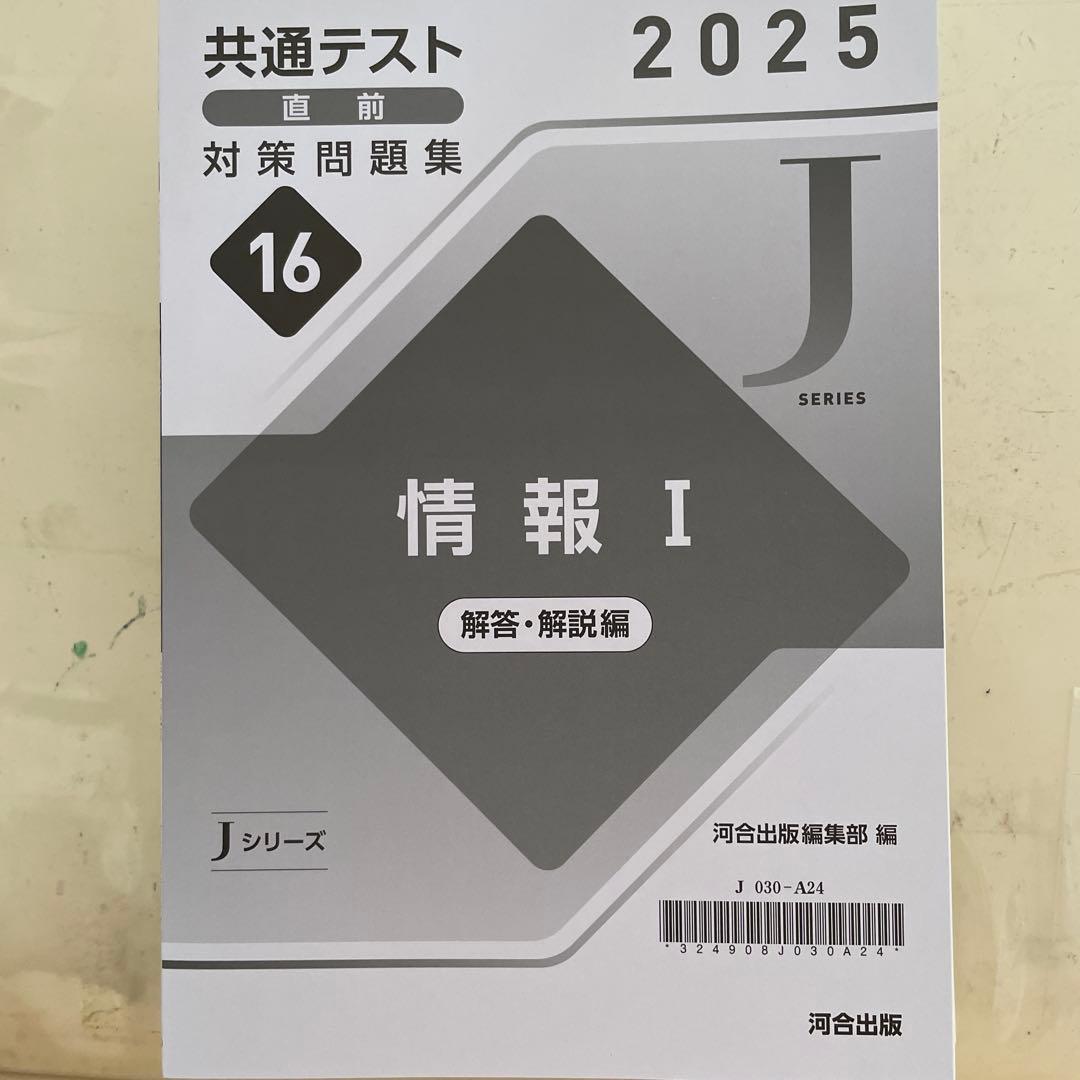 共通テスト
直前
対策問題集
16
2025
J
SERIES
情報Ⅰ
解答・解説編
Jシリーズ
河合出版編集部 編
J 030-A24
*324908J030A24*
河合出版